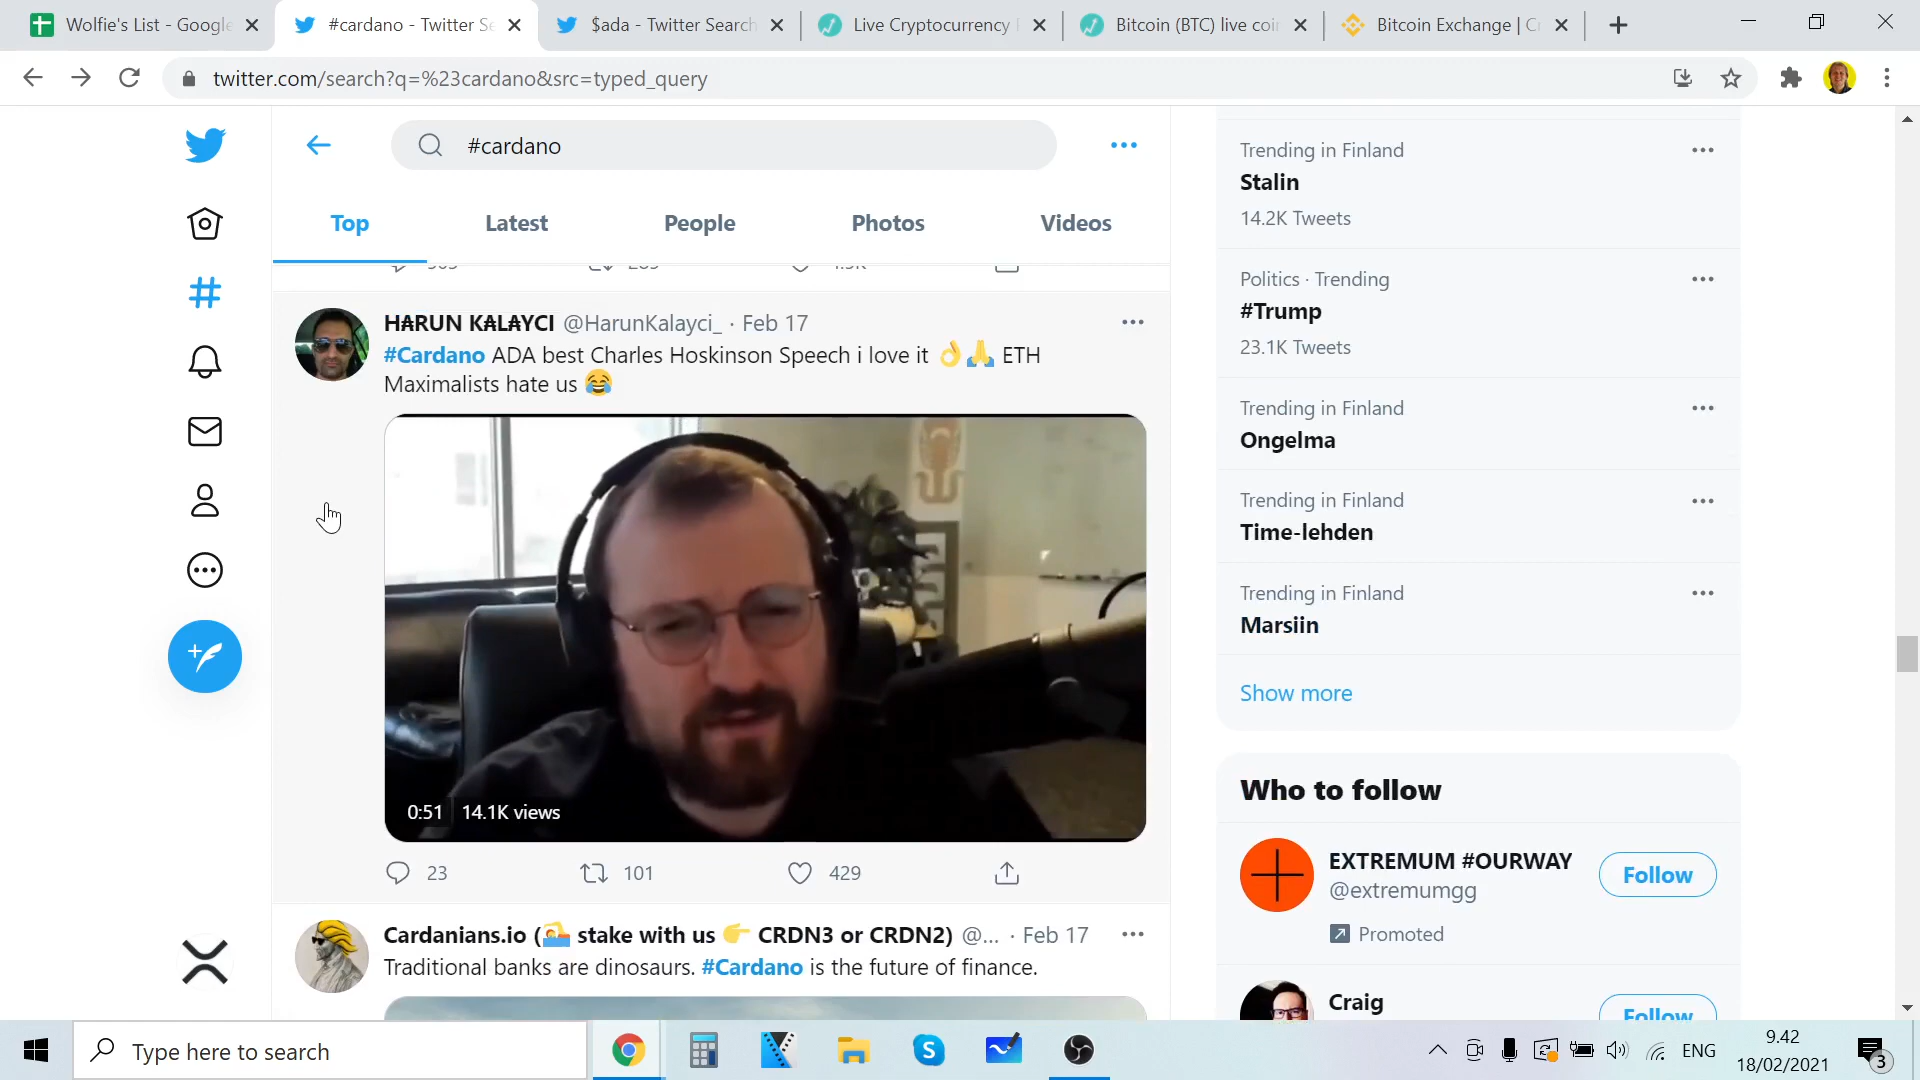 Wolfie's List - Google
#cardano - Twitter Se
$ada - Twitter Search
Live Cryptocurrency
Bitcoin (BTC) live coi
Bitcoin Exchange | Cr
twitter.com/search?q=%23cardano&src=typed_query
#cardano
Top
Latest
People
Photos
Videos
HARUN KALAYCI @HarunKalayci_ · Feb 17
#Cardano ADA best Charles Hoskinson Speech i love it 👌🙏 ETH
Maximalists hate us 😂
0:51 14.1K views
23
101
429
Cardanians.io ( stake with us 👉 CRDN3 or CRDN2) @... · Feb 17
Traditional banks are dinosaurs. #Cardano is the future of finance.
Trending in Finland
Stalin
14.2K Tweets
Politics · Trending
#Trump
23.1K Tweets
Trending in Finland
Ongelma
Trending in Finland
Time-lehden
Trending in Finland
Marsiin
Show more
Who to follow
EXTREMUM #OURWAY
@extremumgg
Follow
Promoted
Craig
Follow
Type here to search
ENG
9.42
18/02/2021
3